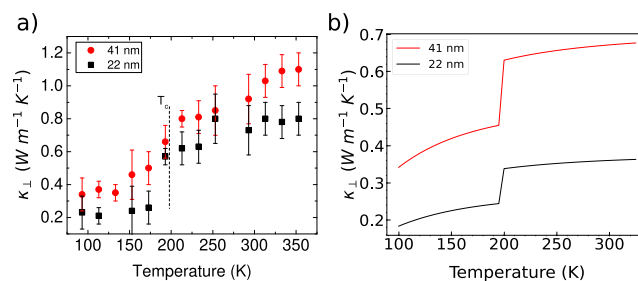 a)
41 nm
22 nm
T_c
κ⊥ (W m⁻¹ K⁻¹)
1.2
1.0
0.8
0.6
0.4
0.2
100 150 200 250 300 350
Temperature (K)
b)
41 nm
22 nm
κ⊥ (W m⁻¹ K⁻¹)
0.7
0.6
0.5
0.4
0.3
0.2
100 150 200 250 300
Temperature (K)